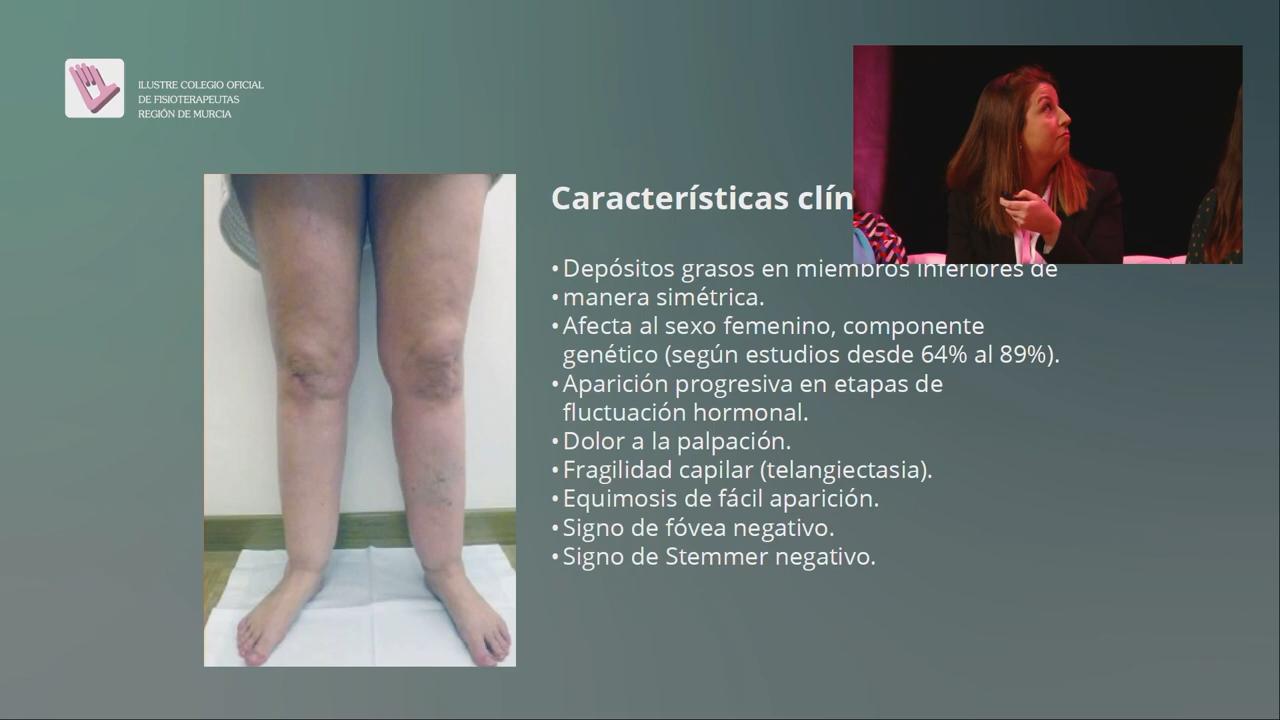 ILUSTRE COLEGIO OFICIAL
DE FISIOTERAPEUTAS
REGIÓN DE MURCIA
Características clín
• Depósitos grasos en miembros inferiores de
• manera simétrica.
• Afecta al sexo femenino, componente
genético (según estudios desde 64% al 89%).
• Aparición progresiva en etapas de
fluctuación hormonal.
• Dolor a la palpación.
• Fragilidad capilar (telangiectasia).
• Equimosis de fácil aparición.
• Signo de fóvea negativo.
• Signo de Stemmer negativo.